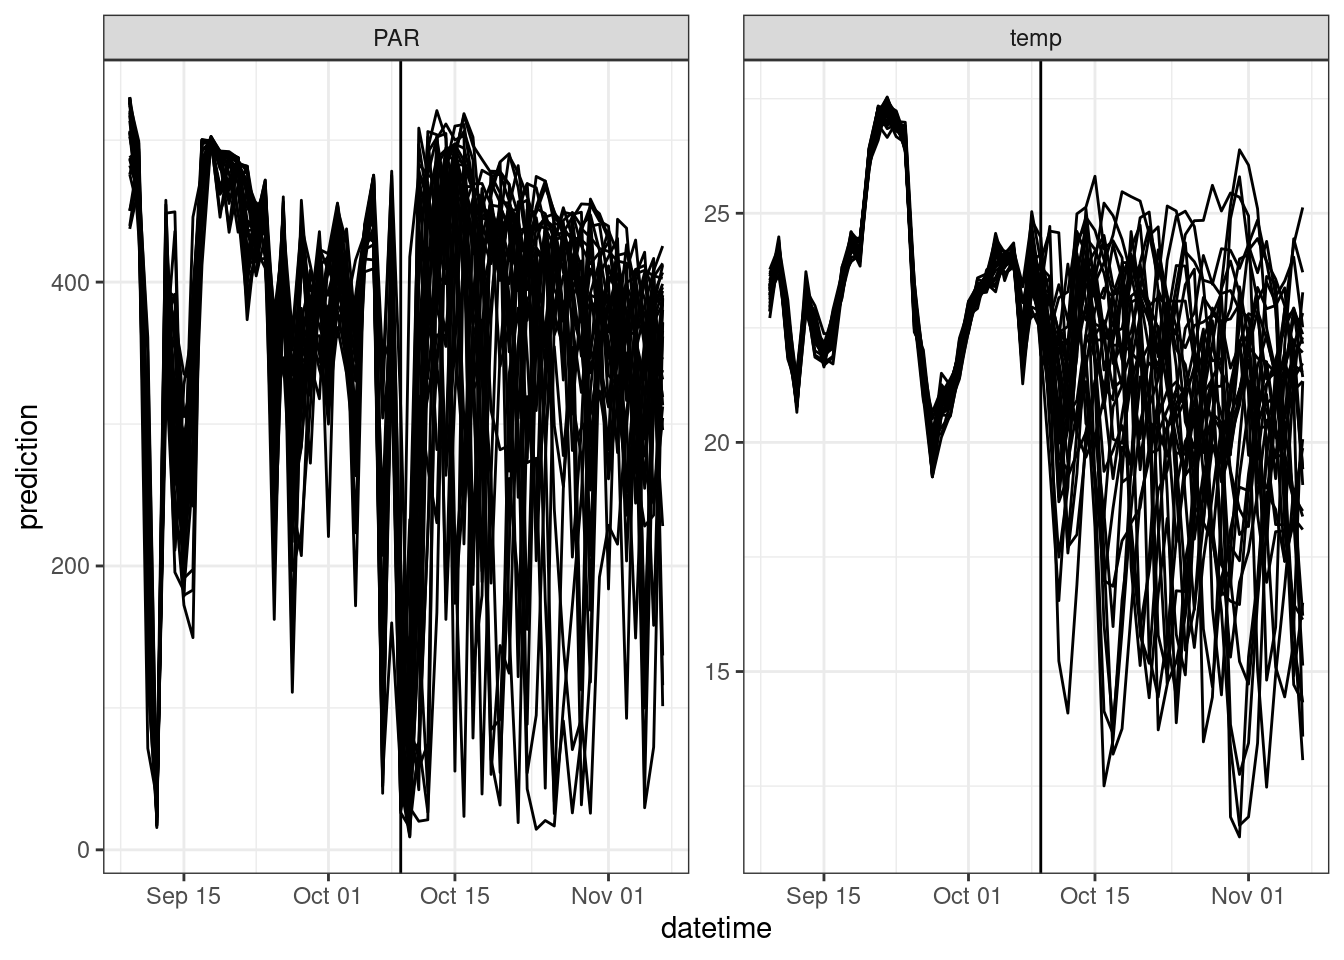 PAR
temp
prediction
400
200
0
25
20
15
Sep 15
Oct 01
Oct 15
Nov 01
Sep 15
Oct 01
Oct 15
Nov 01
datetime